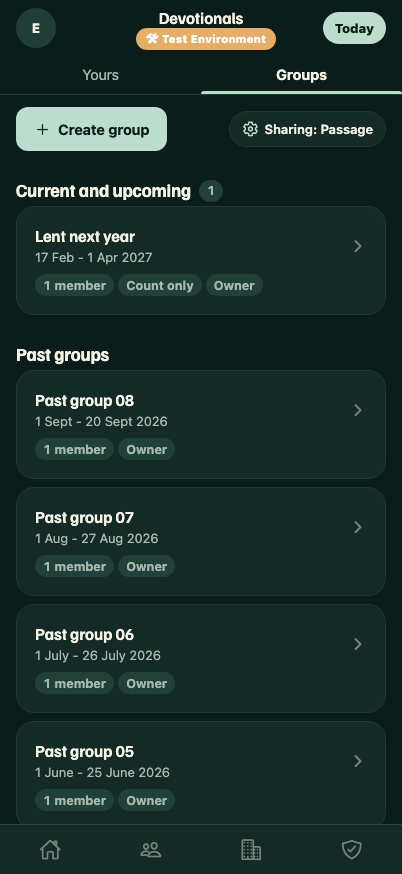 E
Devotionals
🛠 Test Environment
Today
Yours
Groups
+ Create group
Sharing: Passage
Current and upcoming 1
Lent next year
17 Feb - 1 Apr 2027
1 member Count only Owner
Past groups
Past group 08
1 Sept - 20 Sept 2026
1 member Owner
Past group 07
1 Aug - 27 Aug 2026
1 member Owner
Past group 06
1 July - 26 July 2026
1 member Owner
Past group 05
1 June - 25 June 2026
1 member Owner